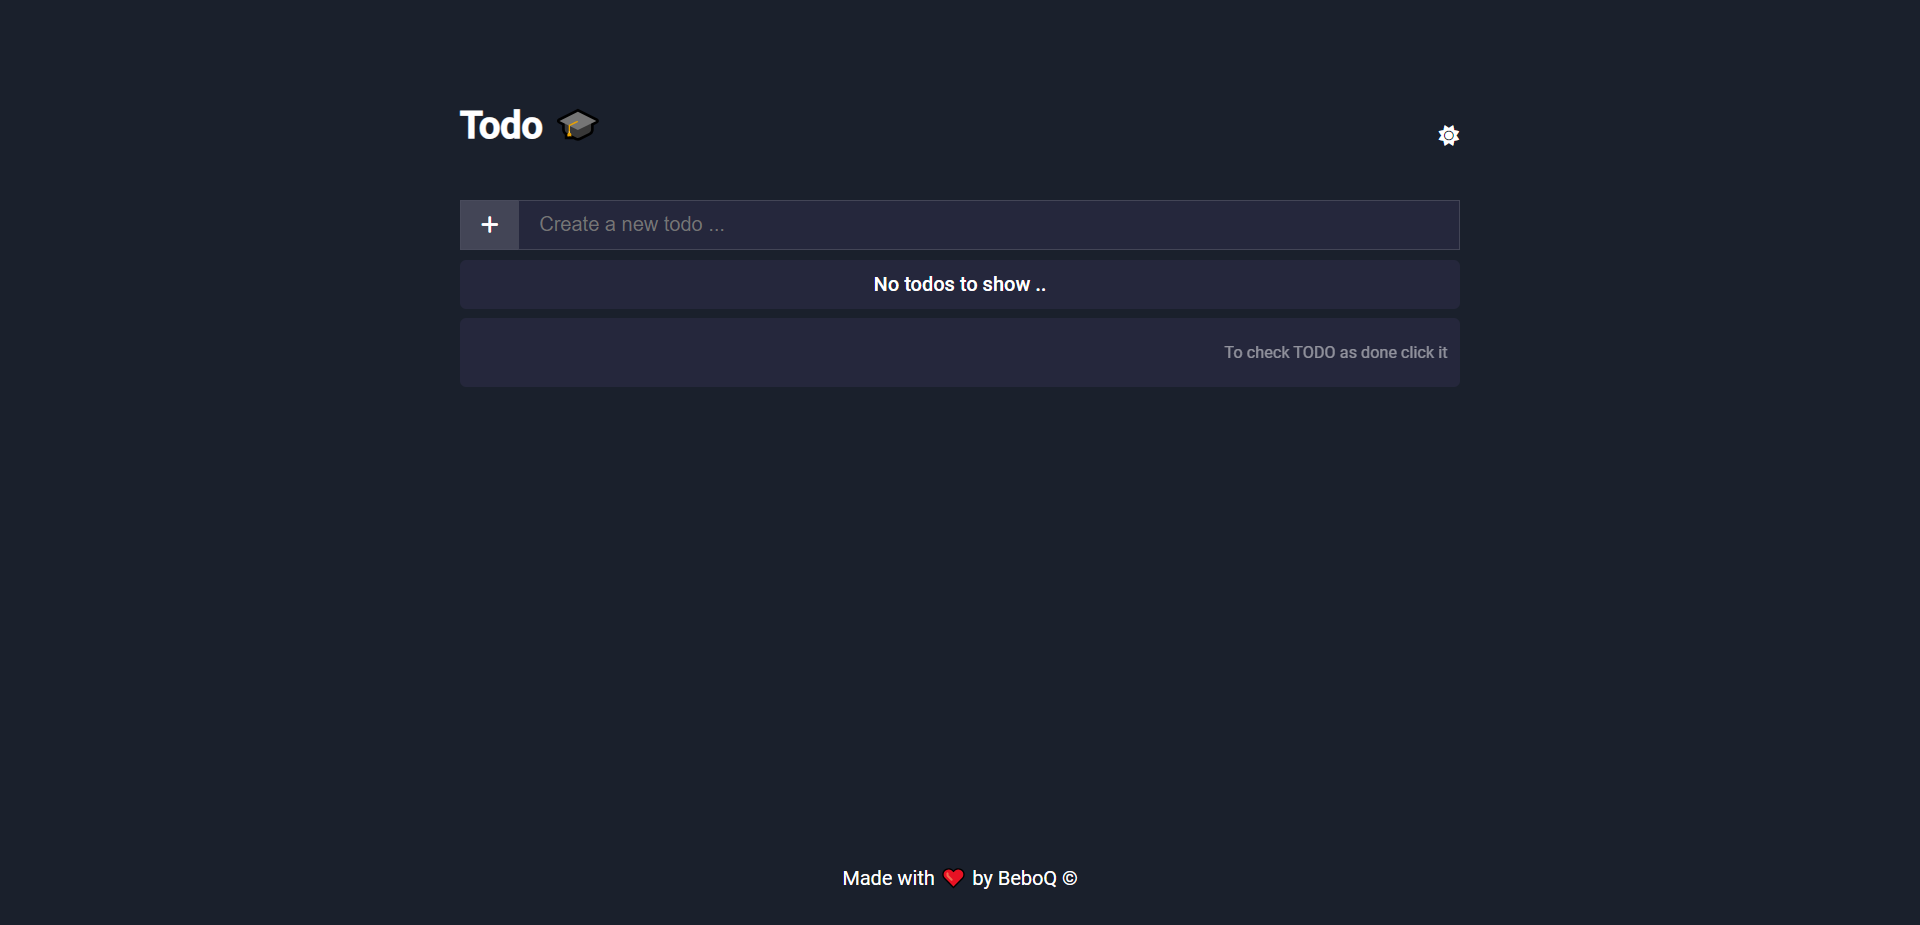 Todo 🎓
Create a new todo ...
No todos to show ..
To check TODO as done click it
Made with ❤️ by BeboQ ©